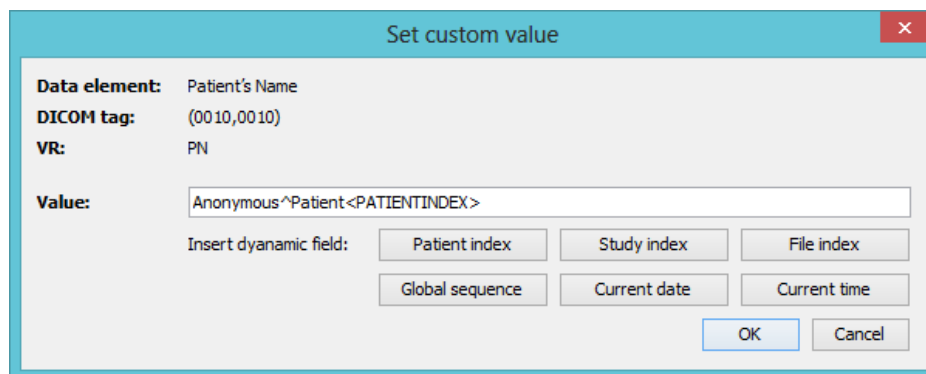 Set custom value
Data element: Patient's Name
DICOM tag: (0010,0010)
VR: PN
Value: Anonymous^Patient<PATIENTINDEX>
Insert dyanamic field: Patient index Study index File index
Global sequence Current date Current time
OK Cancel